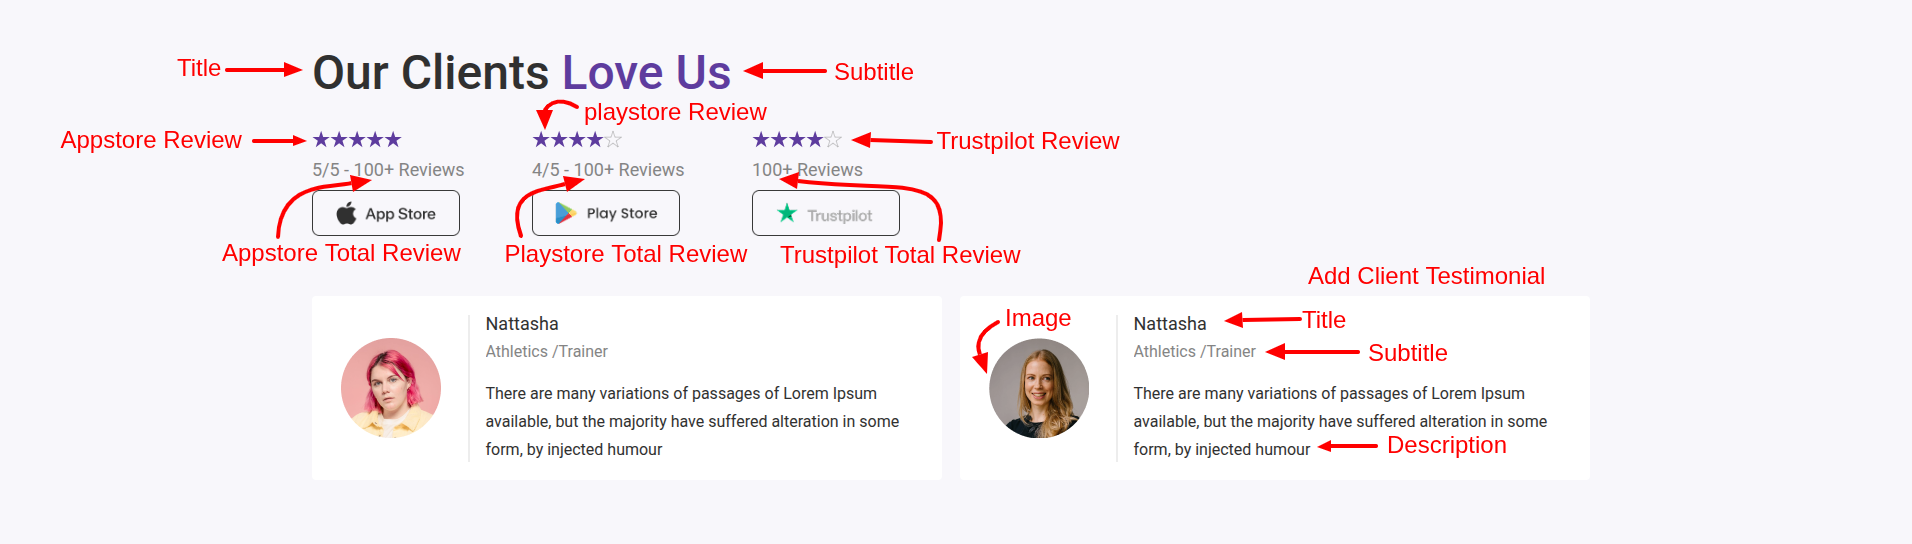 Title
Our Clients Love Us
Subtitle
playstore Review
Appstore Review
Trustpilot Review
5/5 - 100+ Reviews
4/5 - 100+ Reviews
100+ Reviews
App Store
Play Store
Trustpilot
Appstore Total Review
Playstore Total Review
Trustpilot Total Review
Add Client Testimonial
Nattasha
Athletics /Trainer
There are many variations of passages of Lorem Ipsum
available, but the majority have suffered alteration in some
form, by injected humour
Image
Nattasha
Title
Athletics /Trainer
Subtitle
There are many variations of passages of Lorem Ipsum
available, but the majority have suffered alteration in some
form, by injected humour
Description